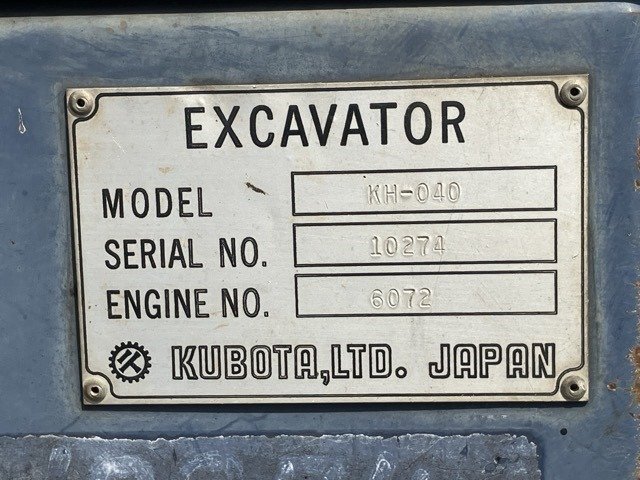 EXCAVATOR
MODEL KH-040
SERIAL NO. 10274
ENGINE NO. 6072
KUBOTA,LTD. JAPAN